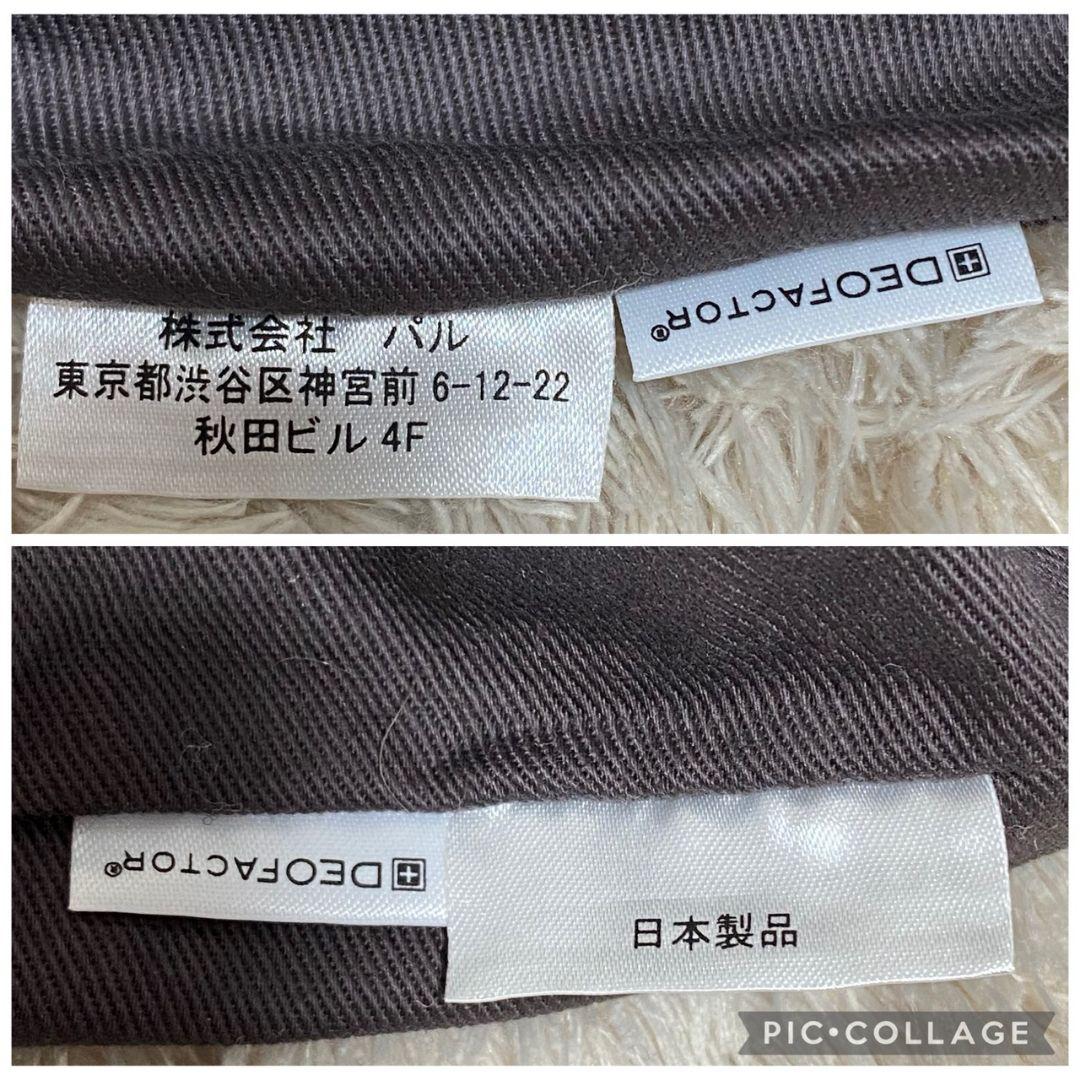 株式会社 パル
東京都渋谷区神宮前 6-12-22
秋田ビル 4F
DEOFACTOR®
DEOFACTOR®
日本製品
PIC•COLLAGE